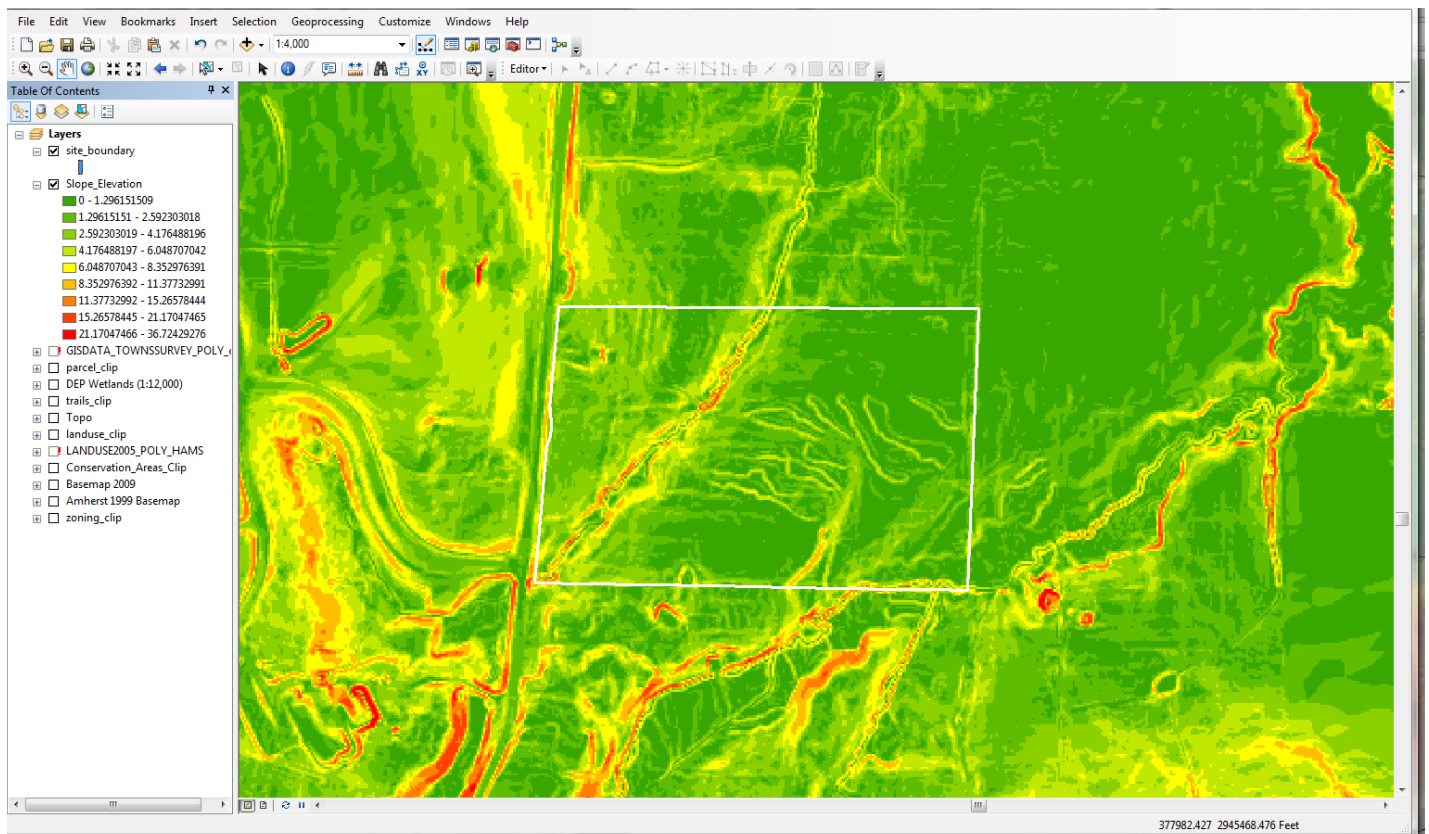 File Edit View Bookmarks Insert Selection Geoprocessing Customize Windows Help
1:4,000
Editor
Table Of Contents
Layers
site_boundary
Slope_Elevation
0 - 1.296151509
1.29615151 - 2.592303018
2.592303019 - 4.176488196
4.176488197 - 6.048707042
6.048707043 - 8.352976391
8.352976392 - 11.37732991
11.37732992 - 15.26578444
15.26578445 - 21.17047465
21.17047466 - 36.72429276
GISDATA_TOWNSSURVEY_POLY_
parcel_clip
DEP Wetlands (1:12,000)
trails_clip
Topo
landuse_clip
LANDUSE2005_POLY_HAMS
Conservation_Areas_Clip
Basemap 2009
Amherst 1999 Basemap
zoning_clip
377982.427 2945468.476 Feet